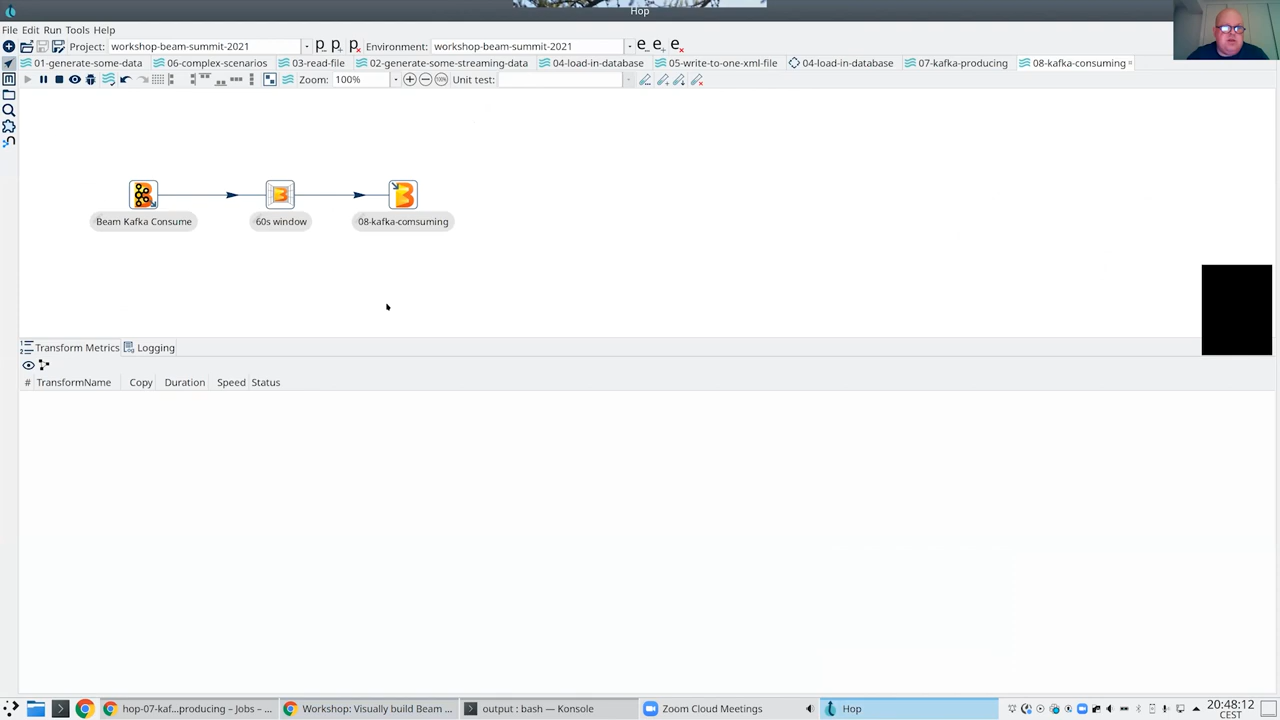 Hop
File Edit Run Tools Help
Project: workshop-beam-summit-2021 Environment: workshop-beam-summit-2021
01-generate-some-data 06-complex-scenarios 03-read-file 02-generate-some-streaming-data 04-load-in-database 05-write-to-one-xml-file 04-load-in-database 07-kafka-producing 08-kafka-consuming
Zoom: 100% Unit test:
Beam Kafka Consume 60s window 08-kafka-comsuming
Transform Metrics Logging
# TransformName Copy Duration Speed Status
hop-07-kaf...producing – Jobs – ... Workshop: Visually build Beam ... output : bash — Konsole Zoom Cloud Meetings Hop 20:48:12
CEST